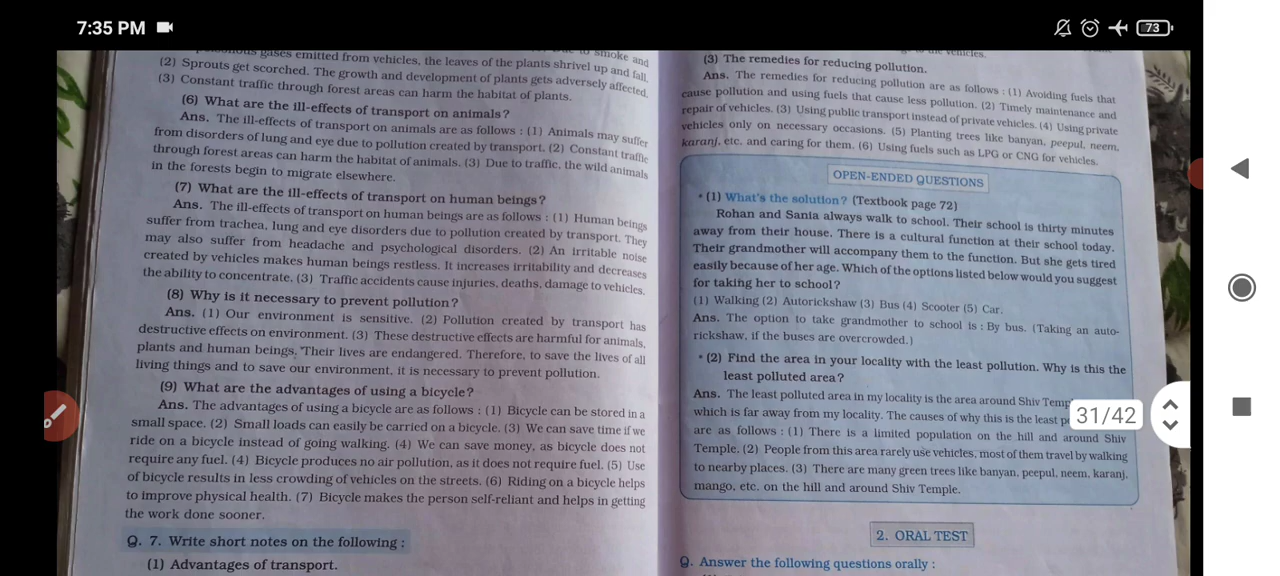 7:35 PM
73
poisonous gases emitted from vehicles, the leaves of the plants shrivel up and fall.
(2) Sprouts get scorched. The growth and development of plants gets adversely affected.
(3) Constant traffic through forest areas can harm the habitat of plants.
(6) What are the ill-effects of transport on animals?
Ans. The ill-effects of transport on animals are as follows : (1) Animals may suffer
from disorders of lung and eye due to pollution created by transport. (2) Constant traffic
through forest areas can harm the habitat of animals. (3) Due to traffic, the wild animals
in the forests begin to migrate elsewhere.
(7) What are the ill-effects of transport on human beings?
Ans. The ill-effects of transport on human beings are as follows : (1) Human beings
suffer from trachea, lung and eye disorders due to pollution created by transport. They
may also suffer from headache and psychological disorders. (2) An irritable noise
created by vehicles makes human beings restless. It increases irritability and decreases
the ability to concentrate. (3) Traffic accidents cause injuries, deaths, damage to vehicles.
(8) Why is it necessary to prevent pollution?
Ans. (1) Our environment is sensitive. (2) Pollution created by transport has
destructive effects on environment. (3) These destructive effects are harmful for animals,
plants and human beings. Their lives are endangered. Therefore, to save the lives of all
living things and to save our environment, it is necessary to prevent pollution.
(9) What are the advantages of using a bicycle?
Ans. The advantages of using a bicycle are as follows : (1) Bicycle can be stored in a
small space. (2) Small loads can easily be carried on a bicycle. (3) We can save time if we
ride on a bicycle instead of going walking. (4) We can save money, as bicycle does not
require any fuel. (4) Bicycle produces no air pollution, as it does not require fuel. (5) Use
of bicycle results in less crowding of vehicles on the streets. (6) Riding on a bicycle helps
to improve physical health. (7) Bicycle makes the person self-reliant and helps in getting
the work done sooner.
Q. 7. Write short notes on the following :
(1) Advantages of transport.
to the vehicles.
(3) The remedies for reducing pollution.
Ans. The remedies for reducing pollution are as follows : (1) Avoiding fuels that
cause pollution and using fuels that cause less pollution. (2) Timely maintenance and
repair of vehicles. (3) Using public transport instead of private vehicles. (4) Using private
vehicles only on necessary occasions. (5) Planting trees like banyan, peepul, neem,
karanj, etc. and caring for them. (6) Using fuels such as LPG or CNG for vehicles.
OPEN-ENDED QUESTIONS
* (1) What's the solution? (Textbook page 72)
Rohan and Sania always walk to school. Their school is thirty minutes
away from their house. There is a cultural function at their school today.
Their grandmother will accompany them to the function. But she gets tired
easily because of her age. Which of the options listed below would you suggest
for taking her to school?
(1) Walking (2) Autorickshaw (3) Bus (4) Scooter (5) Car.
Ans. The option to take grandmother to school is : By bus. (Taking an auto-
rickshaw, if the buses are overcrowded.)
* (2) Find the area in your locality with the least pollution. Why is this the
least polluted area?
Ans. The least polluted area in my locality is the area around Shiv
which is far away from my locality. The causes of why this is the least
are as follows : (1) There is a limited population on the hill and around Shiv
Temple. (2) People from this area rarely use vehicles, most of them travel by walking
to nearby places. (3) There are many green trees like banyan, peepul, neem, karanj,
mango, etc. on the hill and around Shiv Temple.
31/42
2. ORAL TEST
Q. Answer the following questions orally :